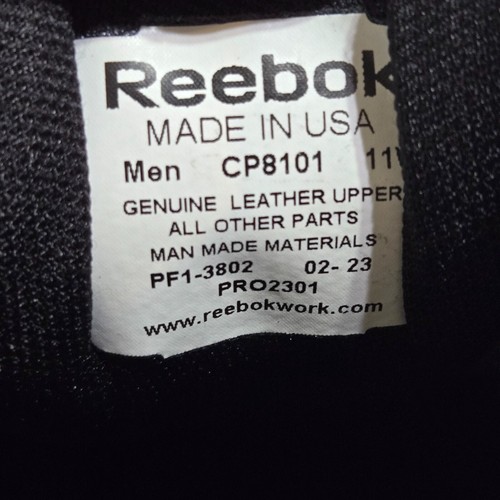 Reebok
MADE IN USA
Men CP8101 11
GENUINE LEATHER UPPER
ALL OTHER PARTS
MAN MADE MATERIALS
PF1-3802 02-23
PRO2301
www.reebokwork.com